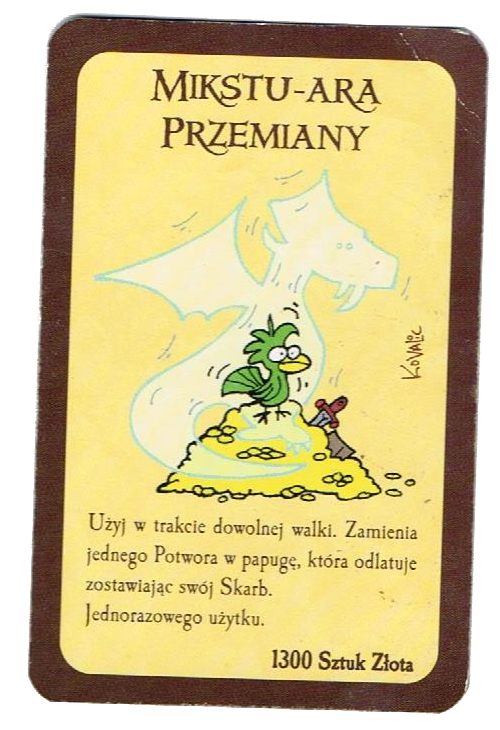 Mikstu-ara
Przemiany
Kovalic
Użyj w trakcie dowolnej walki. Zamienia
jednego Potwora w papugę, która odlatuje
zostawiając swój Skarb.
Jednorazowego użytku.
1300 Sztuk Złota